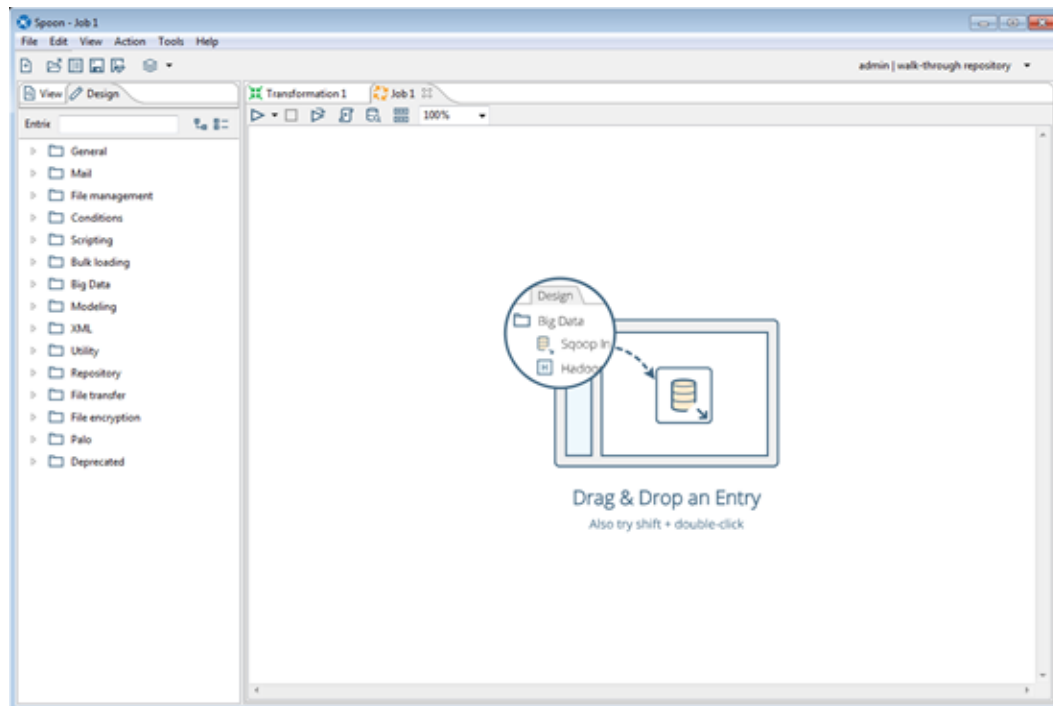 Spoon - Job 1
File Edit View Action Tools Help
admin | walk-through repository
View Design
Transformation 1 Job 1
Entrie
100%
General
Mail
File management
Conditions
Scripting
Bulk loading
Big Data
Modeling
XML
Utility
Repository
File transfer
File encryption
Palo
Deprecated
Design
Big Data
Sqoop In
Hadoop
Drag & Drop an Entry
Also try shift + double-click